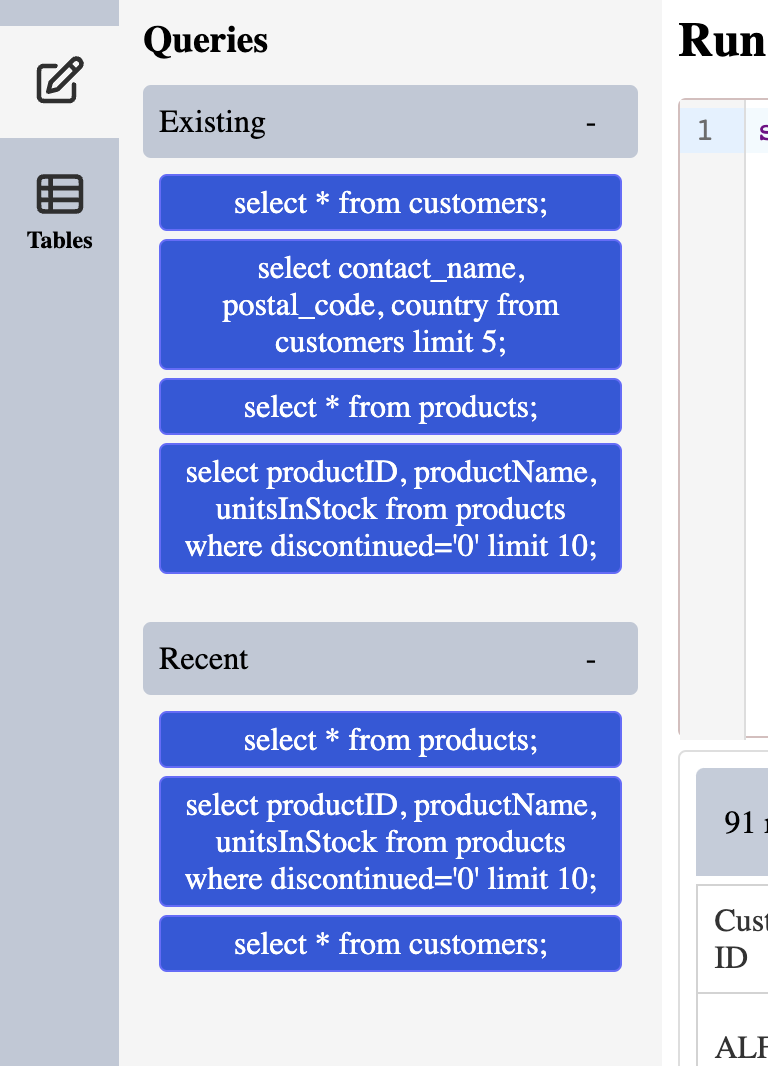 Queries
Existing -
select * from customers;
select contact_name,
postal_code, country from
customers limit 5;
select * from products;
select productID, productName,
unitsInStock from products
where discontinued='0' limit 10;
Recent -
select * from products;
select productID, productName,
unitsInStock from products
where discontinued='0' limit 10;
select * from customers;
Tables
Run
1 s
91
Cust
ID
ALF